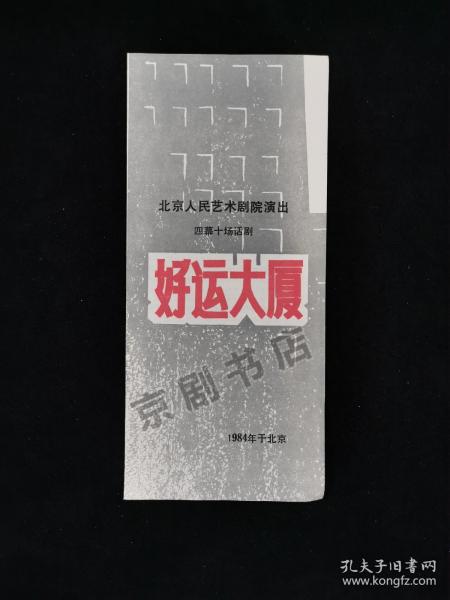 北京人民艺术剧院演出
四幕十场话剧
好运大厦
京剧书店
1984年于北京
孔夫子旧书网
www.kongfz.com